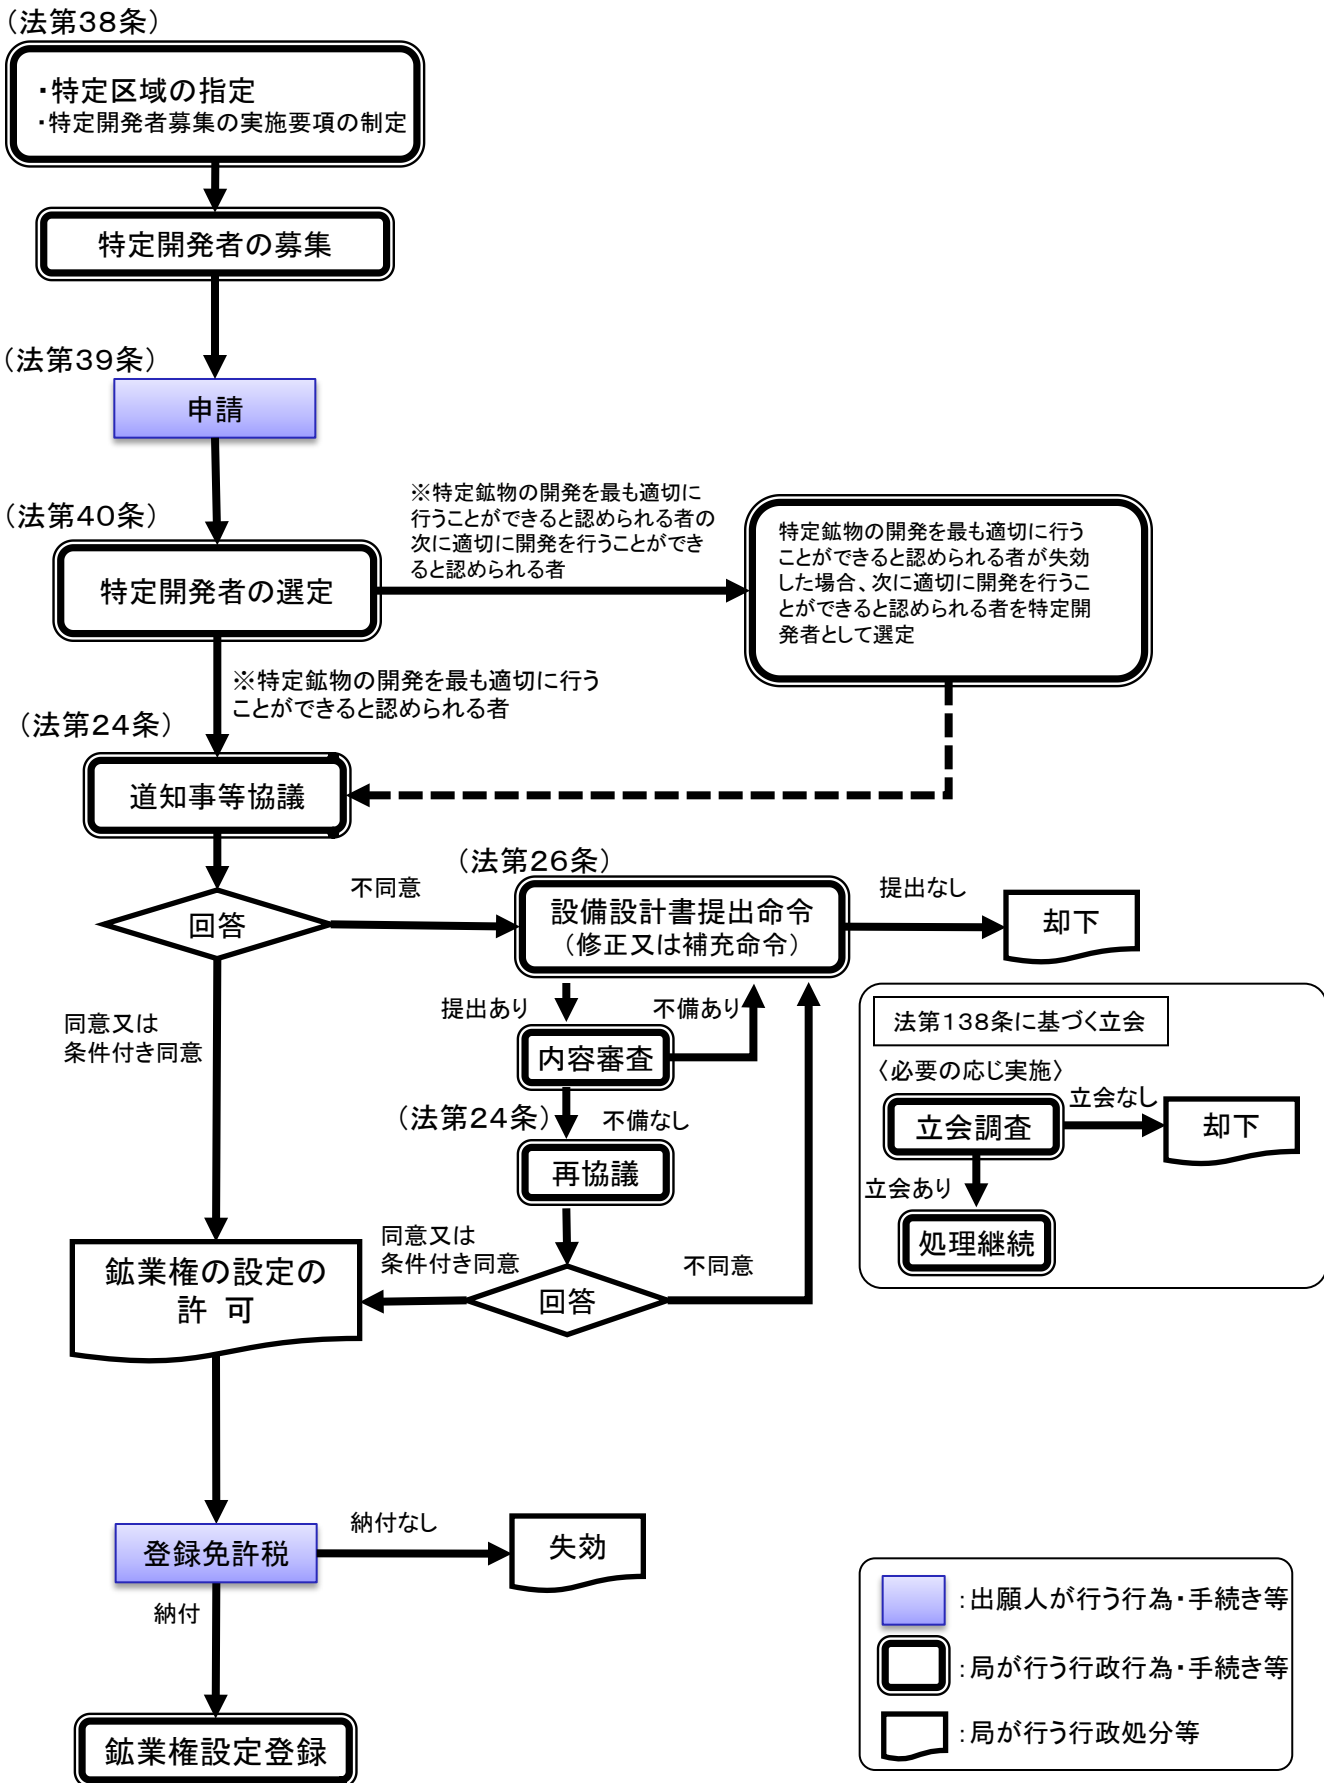 (法第38条)
・特定区域の指定
・特定開発者募集の実施要項の制定
特定開発者の募集
(法第39条)
申請
(法第40条)
特定開発者の選定
※特定鉱物の開発を最も適切に
行うことができると認められる者の
次に適切に開発を行うことができ
ると認められる者
特定鉱物の開発を最も適切に行う
ことができると認められる者が失効
した場合、次に適切に開発を行うこ
とができると認められる者を特定開
発者として選定
※特定鉱物の開発を最も適切に行う
ことができると認められる者
(法第24条)
道知事等協議
回答
不同意
(法第26条)
設備設計書提出命令
(修正又は補充命令)
提出なし
却下
同意又は
条件付き同意
提出あり
不備あり
内容審査
(法第24条)
不備なし
再協議
同意又は
条件付き同意
不同意
回答
法第138条に基づく立会
〈必要の応じ実施〉
立会調査
立会なし
却下
立会あり
処理継続
鉱業権の設定の
許 可
登録免許税
納付なし
失効
納付
鉱業権設定登録
:出願人が行う行為・手続き等
:局が行う行政行為・手続き等
:局が行う行政処分等